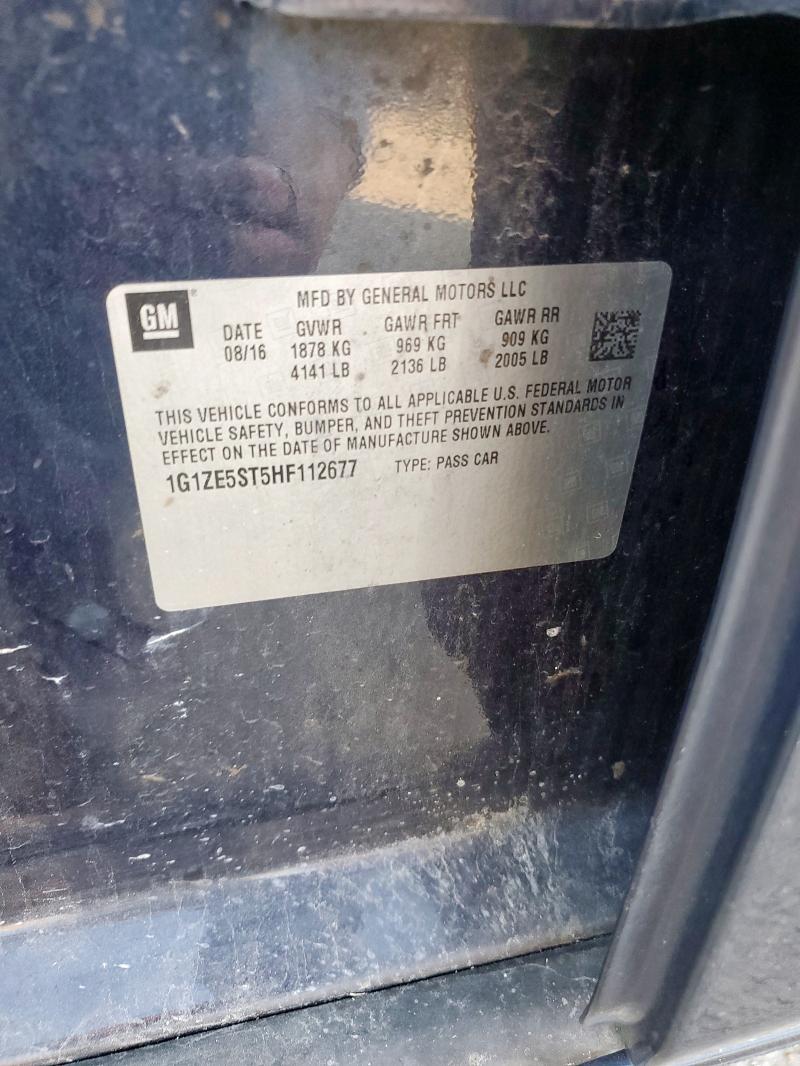 GM
MFD BY GENERAL MOTORS LLC
DATE GVWR GAWR FRT GAWR RR
08/16 1878 KG 969 KG 909 KG
4141 LB 2136 LB 2005 LB
THIS VEHICLE CONFORMS TO ALL APPLICABLE U.S. FEDERAL MOTOR
VEHICLE SAFETY, BUMPER, AND THEFT PREVENTION STANDARDS IN
EFFECT ON THE DATE OF MANUFACTURE SHOWN ABOVE.
1G1ZE5ST5HF112677 TYPE: PASS CAR